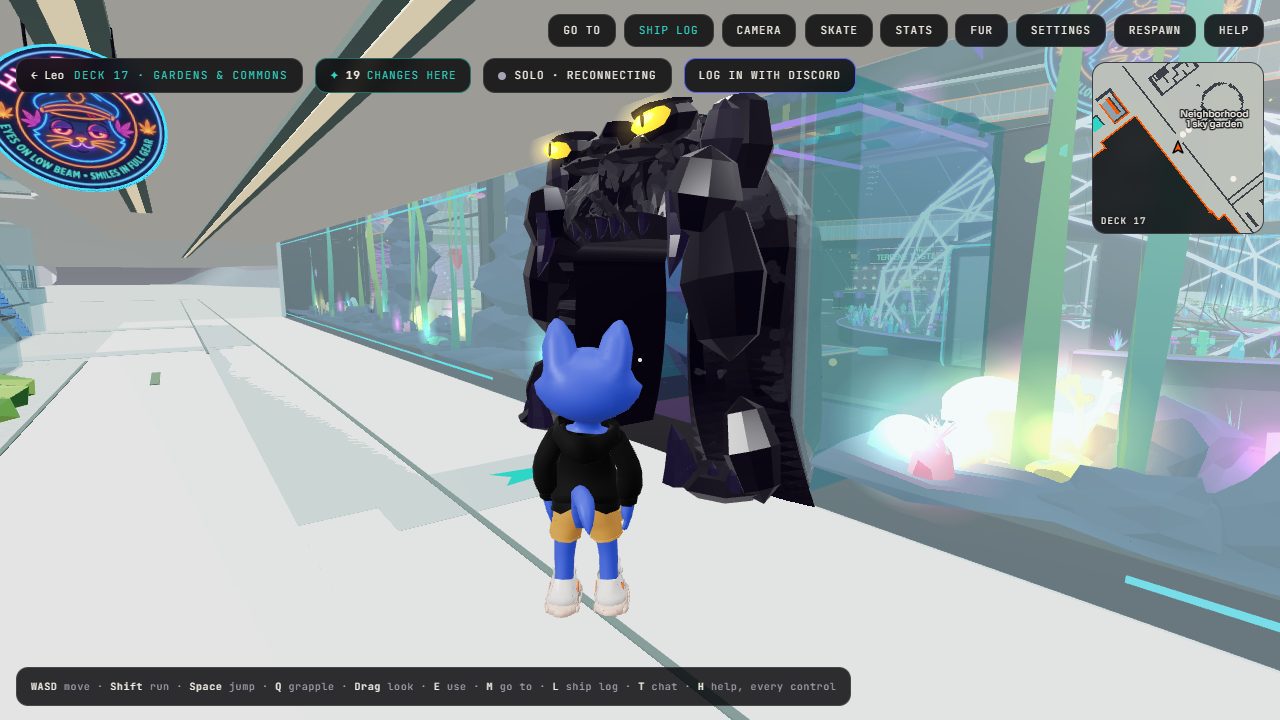 GO TO
SHIP LOG
CAMERA
SKATE
STATS
FUR
SETTINGS
RESPAWN
HELP
← Leo DECK 17 · GARDENS & COMMONS
✦ 19 CHANGES HERE
SOLO · RECONNECTING
LOG IN WITH DISCORD
EYES ON LOW BEAM • SMILES IN FULL GEAR
Neighborhood
1 sky garden
DECK 17
WASD move · Shift run · Space jump · Q grapple · Drag look · E use · M go to · L ship log · T chat · H help, every control